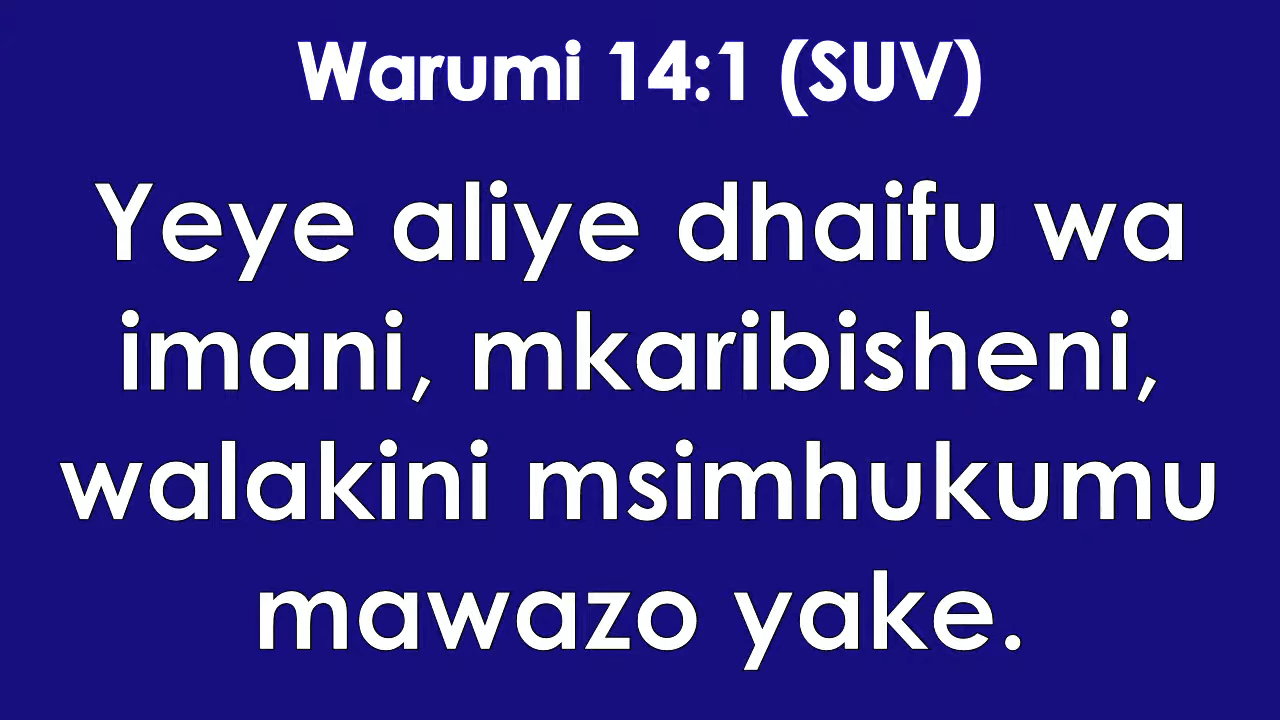 Warumi 14:1 (SUV)
Yeye aliye dhaifu wa
imani, mkaribisheni,
walakini msimhukumu
mawazo yake.